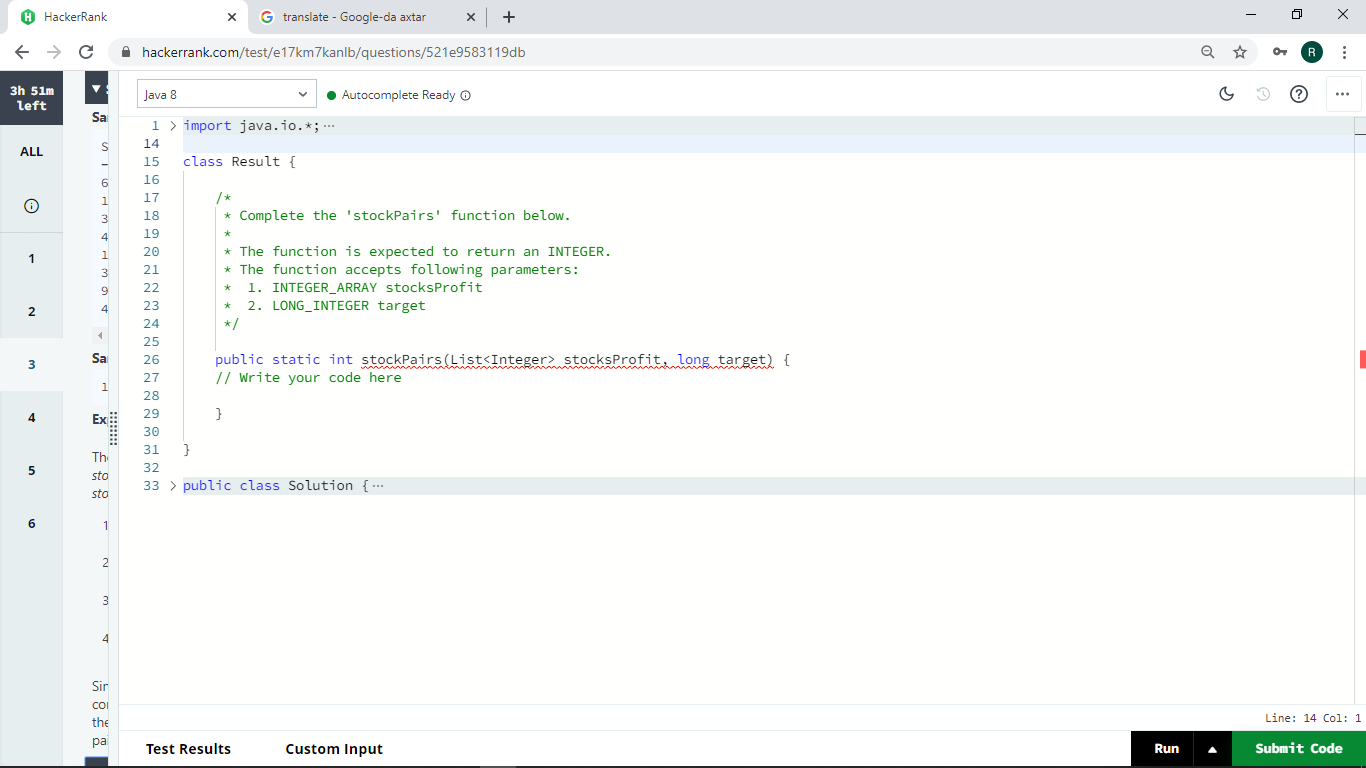 HackerRank
translate - Google-da axtar
hackerrank.com/test/e17km7kanlb/questions/521e9583119db
R
3h 51m
left
ALL
1
2
3
4
5
6
Sa
S
6
1
3
4
1
3
9
4
Sa
1
Ex
Th
sto
sto
1
2
3
4
Sin
co
the
pai
Java 8
Autocomplete Ready
1 import java.io.*;
14
15 class Result {
16
17 /*
18 * Complete the 'stockPairs' function below.
19 *
20 * The function is expected to return an INTEGER.
21 * The function accepts following parameters:
22 * 1. INTEGER_ARRAY stocksProfit
23 * 2. LONG_INTEGER target
24 */
25
26 public static int stockPairs(List<Integer> stocksProfit, long target) {
27 // Write your code here
28
29 }
30
31 }
32
33 public class Solution {
Line: 14 Col: 1
Test Results
Custom Input
Run
Submit Code